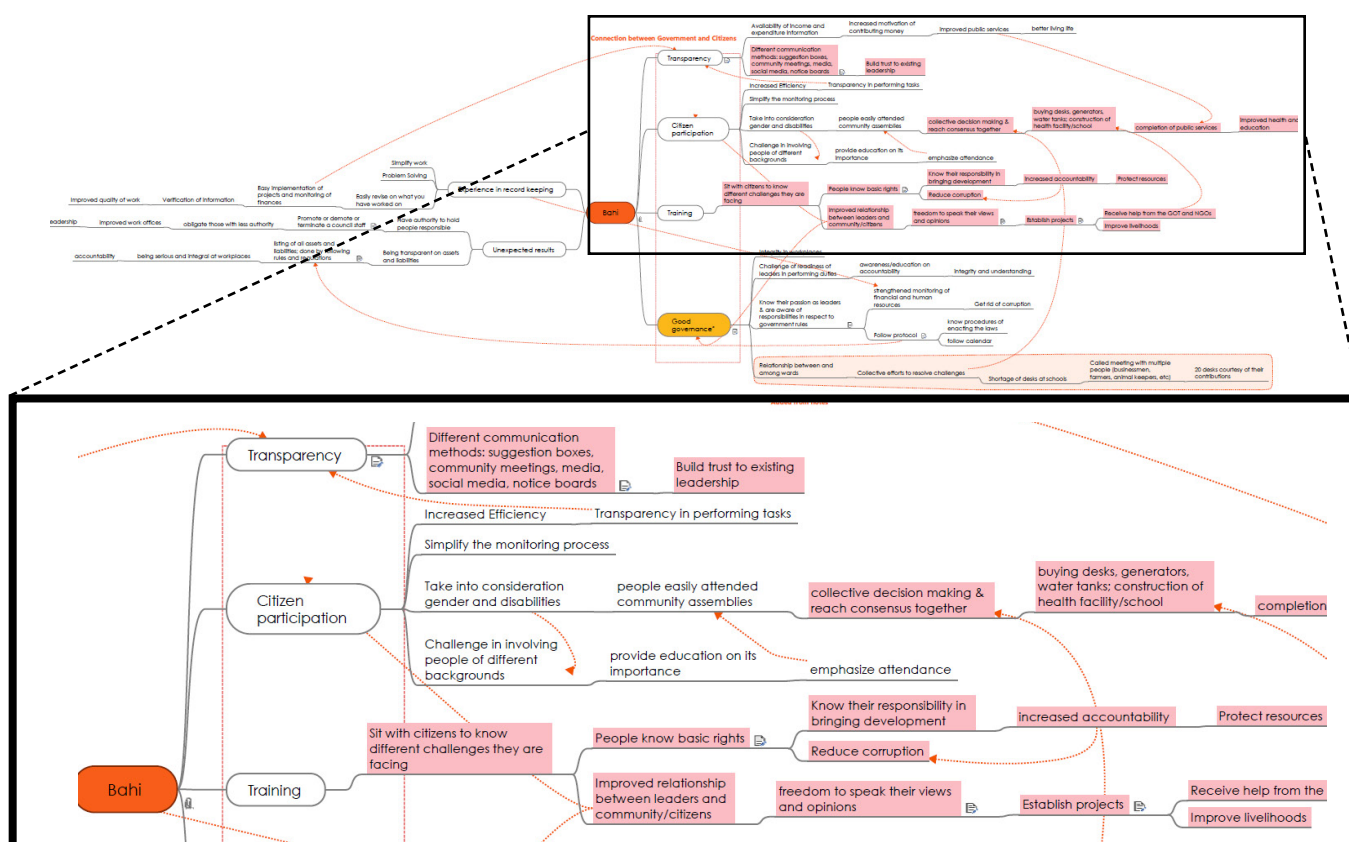 Connection between Government and Citizens
Transparency
Availability of income and
expenditure information
Increased motivation of
contributing money
Improved public services
better living life
Different communication
methods: suggestion boxes,
community meetings, media,
social media, notice boards
Build trust to existing
leadership
Citizen
participation
Increased Efficiency
Transparency in performing tasks
Simplify the monitoring process
Take into consideration
gender and disabilities
people easily attended
community assemblies
collective decision making &
reach consensus together
buying desks, generators,
water tanks; construction of
health facility/school
completion of public services
Improved health and
education
Challenge in involving
people of different
backgrounds
provide education on its
importance
emphasize attendance
Training
Sit with citizens to know
different challenges they are
facing
People know basic rights
Know their responsibility in
bringing development
Increased accountability
Protect resources
Reduce corruption
Improved relationship
between leaders and
community/citizens
freedom to speak their views
and opinions
Establish projects
Receive help from the GOT and NGOs
Improve livelihoods
Bahi
Experience in record keeping
Simplify work
Problem Solving
Easily revise on what you
have worked on
Easy implementation of
projects and monitoring of
finances
Verification of information
Improved quality of work
Unexpected results
Have authority to hold
people responsible
Promote or demote or
terminate a council staff
obligate those with less authority
Improved work offices
leadership
Being transparent on assets
and liabilities
listing of all assets and
liabilities; done by following
rules and regulations
being serious and integral at workplaces
accountability
Good
governance*
Integrity in workplaces
Challenge of readiness of
leaders in performing duties
awareness/education on
accountability
Integrity and understanding
Know their passion as leaders
& are aware of
responsibilities in respect to
government rules
strengthened monitoring of
financial and human
resources
Get rid of corruption
Follow protocol
know procedures of
enacting the laws
follow calendar
Relationship between and
among wards
Collective efforts to resolve challenges
Shortage of desks at schools
Called meeting with multiple
people (businessmen,
farmers, animal keepers, etc)
20 desks courtesy of their
contributions
Transparency
Different communication
methods: suggestion boxes,
community meetings, media,
social media, notice boards
Build trust to existing
leadership
Increased Efficiency
Transparency in performing tasks
Simplify the monitoring process
Citizen
participation
Take into consideration
gender and disabilities
people easily attended
community assemblies
collective decision making &
reach consensus together
buying desks, generators,
water tanks; construction of
health facility/school
completion
Challenge in involving
people of different
backgrounds
provide education on its
importance
emphasize attendance
Bahi
Training
Sit with citizens to know
different challenges they are
facing
People know basic rights
Know their responsibility in
bringing development
increased accountability
Protect resources
Reduce corruption
Improved relationship
between leaders and
community/citizens
freedom to speak their views
and opinions
Establish projects
Receive help from the
Improve livelihoods